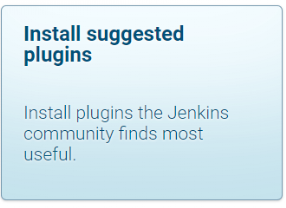 Install suggested
plugins
Install plugins the Jenkins
community finds most
useful.